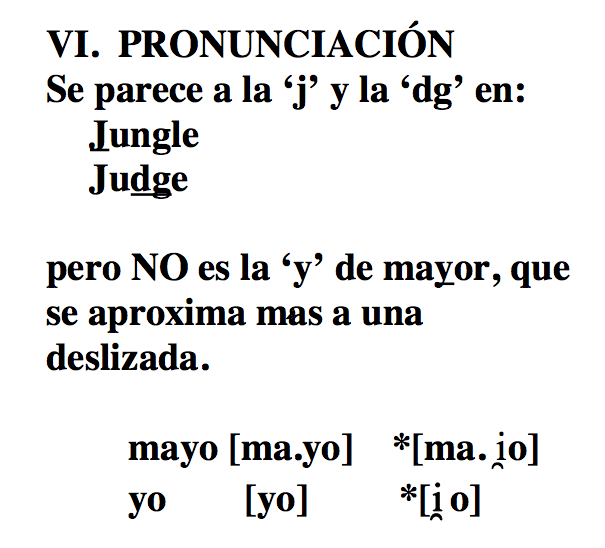 VI. PRONUNCIACIÓN
Se parece a la ‘j’ y la ‘dg’ en:
Jungle
Judge
pero NO es la ‘y’ de mayor, que
se aproxima mas a una
deslizada.
mayo [ma.yo] *[ma. i̯o]
yo [yo] *[i̯ o]